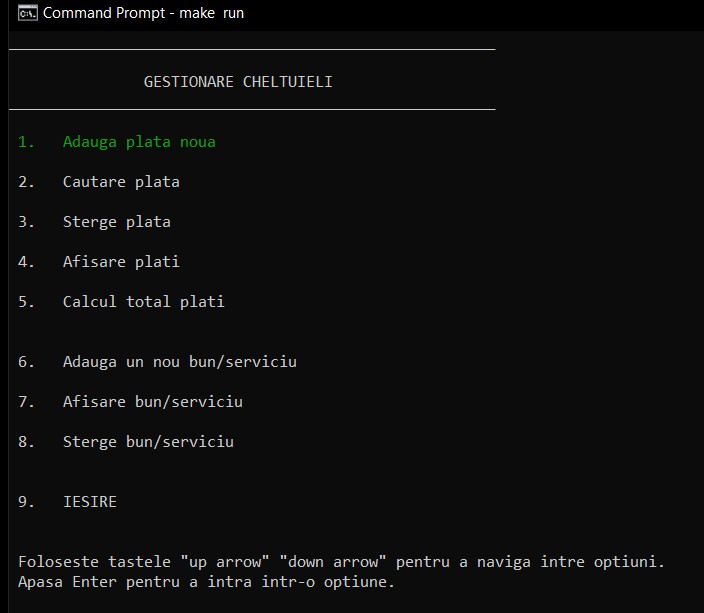 Command Prompt - make run
GESTIONARE CHELTUIELI
1. Adauga plata noua
2. Cautare plata
3. Sterge plata
4. Afisare plati
5. Calcul total plati
6. Adauga un nou bun/serviciu
7. Afisare bun/serviciu
8. Sterge bun/serviciu
9. IESIRE
Foloseste tastele "up arrow" "down arrow" pentru a naviga intre optiuni.
Apasa Enter pentru a intra intr-o optiune.